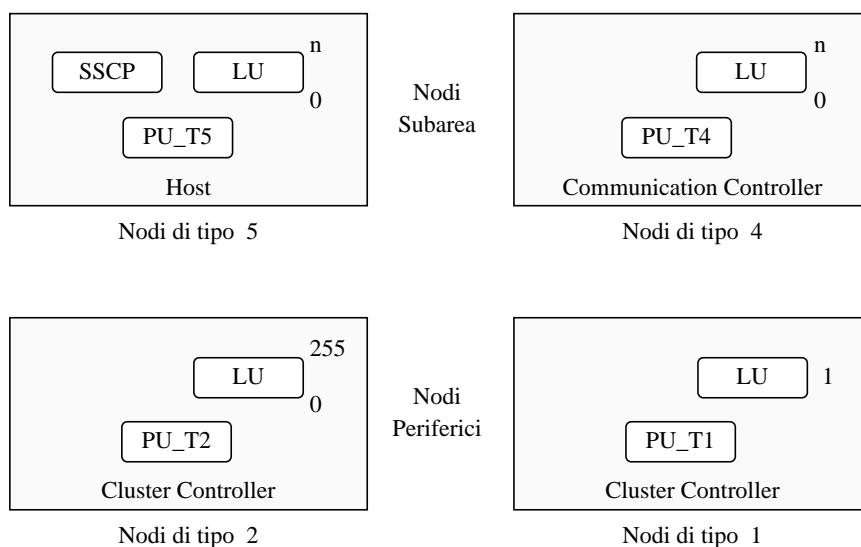 n
SSCP
LU
0
PU_T5
Host
Nodi di tipo 5
Nodi
Subarea
n
LU
0
PU_T4
Communication Controller
Nodi di tipo 4
255
LU
0
PU_T2
Cluster Controller
Nodi di tipo 2
Nodi
Periferici
LU
1
PU_T1
Cluster Controller
Nodi di tipo 1